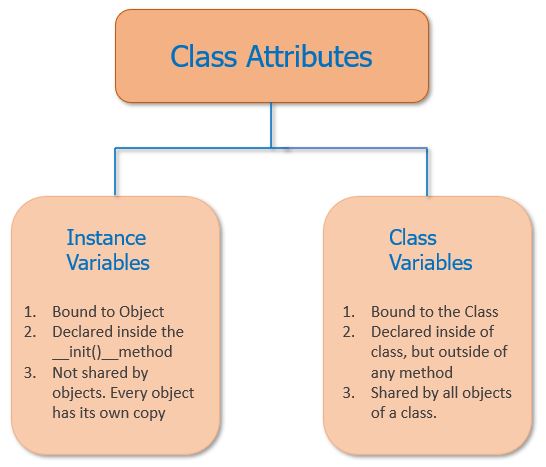 Class Attributes
Instance
Variables
1. Bound to Object
2. Declared inside the
__init()__method
3. Not shared by
objects. Every object
has its own copy
Class
Variables
1. Bound to the Class
2. Declared inside of
class, but outside of
any method
3. Shared by all objects
of a class.